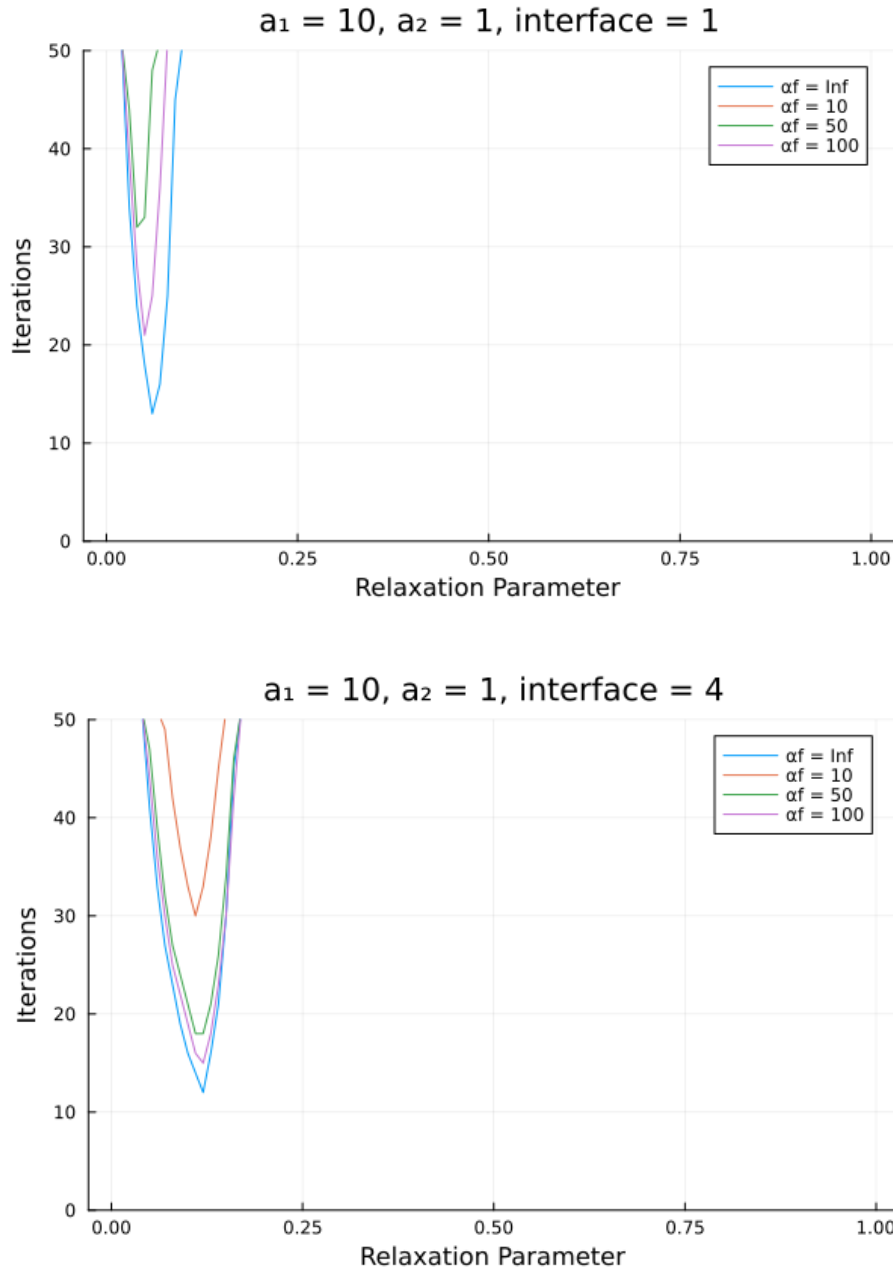 a₁ = 10, a₂ = 1, interface = 1
50
40
30
20
10
0
Iterations
αf = Inf
αf = 10
αf = 50
αf = 100
0.00 0.25 0.50 0.75 1.00
Relaxation Parameter
a₁ = 10, a₂ = 1, interface = 4
50
40
30
20
10
0
Iterations
αf = Inf
αf = 10
αf = 50
αf = 100
0.00 0.25 0.50 0.75 1.00
Relaxation Parameter